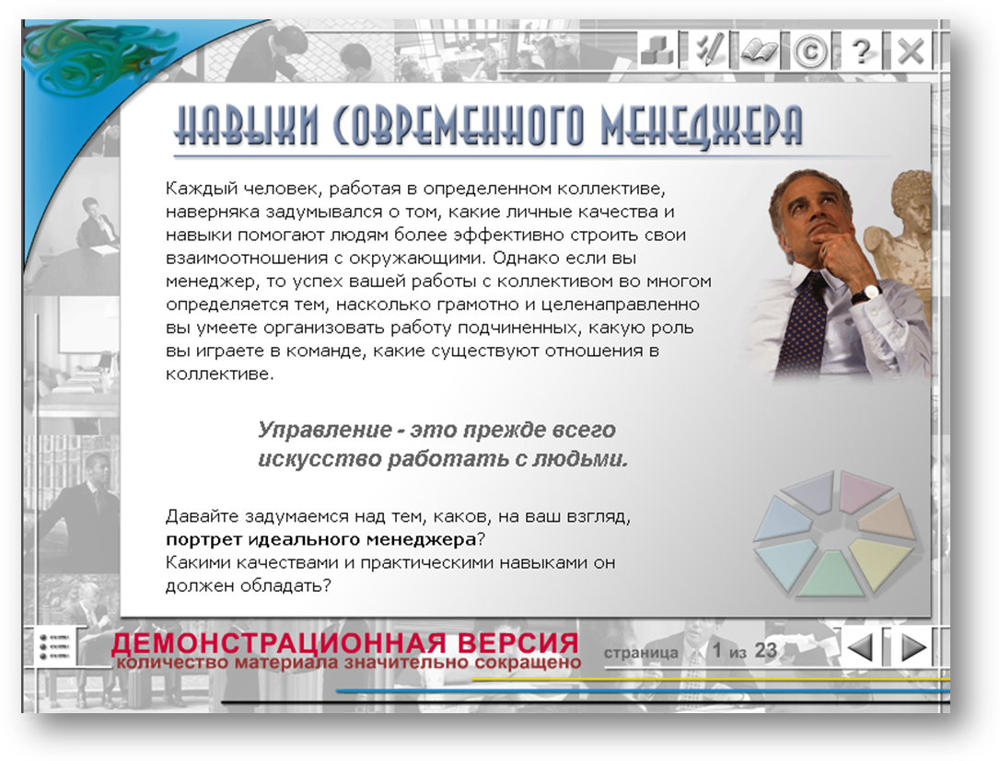 ©
?
НАВЫКИ СОВРЕМЕННОГО МЕНЕДЖЕРА
Каждый человек, работая в определенном коллективе,
наверняка задумывался о том, какие личные качества и
навыки помогают людям более эффективно строить свои
взаимоотношения с окружающими. Однако если вы
менеджер, то успех вашей работы с коллективом во многом
определяется тем, насколько грамотно и целенаправленно
вы умеете организовать работу подчиненных, какую роль
вы играете в команде, какие существуют отношения в
коллективе.
Управление - это прежде всего
искусство работать с людьми.
Давайте задумаемся над тем, каков, на ваш взгляд,
портрет идеального менеджера?
Какими качествами и практическими навыками он
должен обладать?
ДЕМОНСТРАЦИОННАЯ ВЕРСИЯ
количество материала значительно сокращено
страница 1 из 23